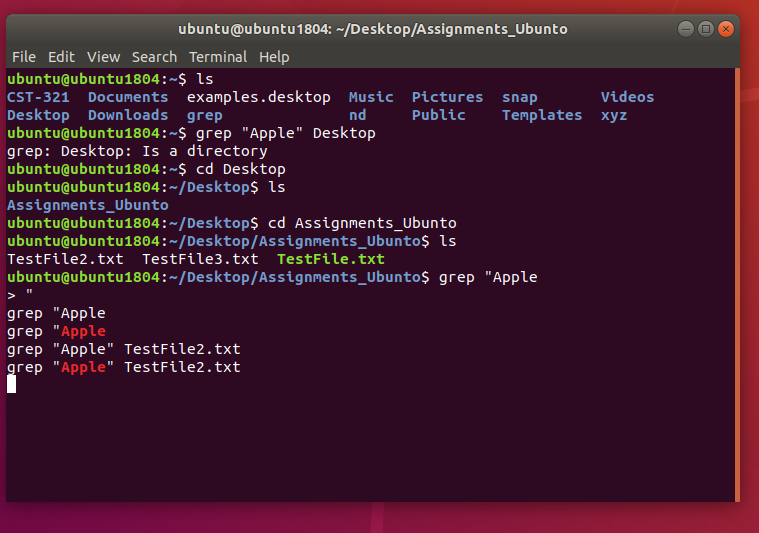 ubuntu@ubuntu1804: ~/Desktop/Assignments_Ubunto
File Edit View Search Terminal Help
ubuntu@ubuntu1804:~$ ls
CST-321 Documents examples.desktop Music Pictures snap Videos
Desktop Downloads grep nd Public Templates xyz
ubuntu@ubuntu1804:~$ grep "Apple" Desktop
grep: Desktop: Is a directory
ubuntu@ubuntu1804:~$ cd Desktop
ubuntu@ubuntu1804:~/Desktop$ ls
Assignments_Ubunto
ubuntu@ubuntu1804:~/Desktop$ cd Assignments_Ubunto
ubuntu@ubuntu1804:~/Desktop/Assignments_Ubunto$ ls
TestFile2.txt TestFile3.txt TestFile.txt
ubuntu@ubuntu1804:~/Desktop/Assignments_Ubunto$ grep "Apple
> "
grep "Apple
grep "Apple
grep "Apple" TestFile2.txt
grep "Apple" TestFile2.txt